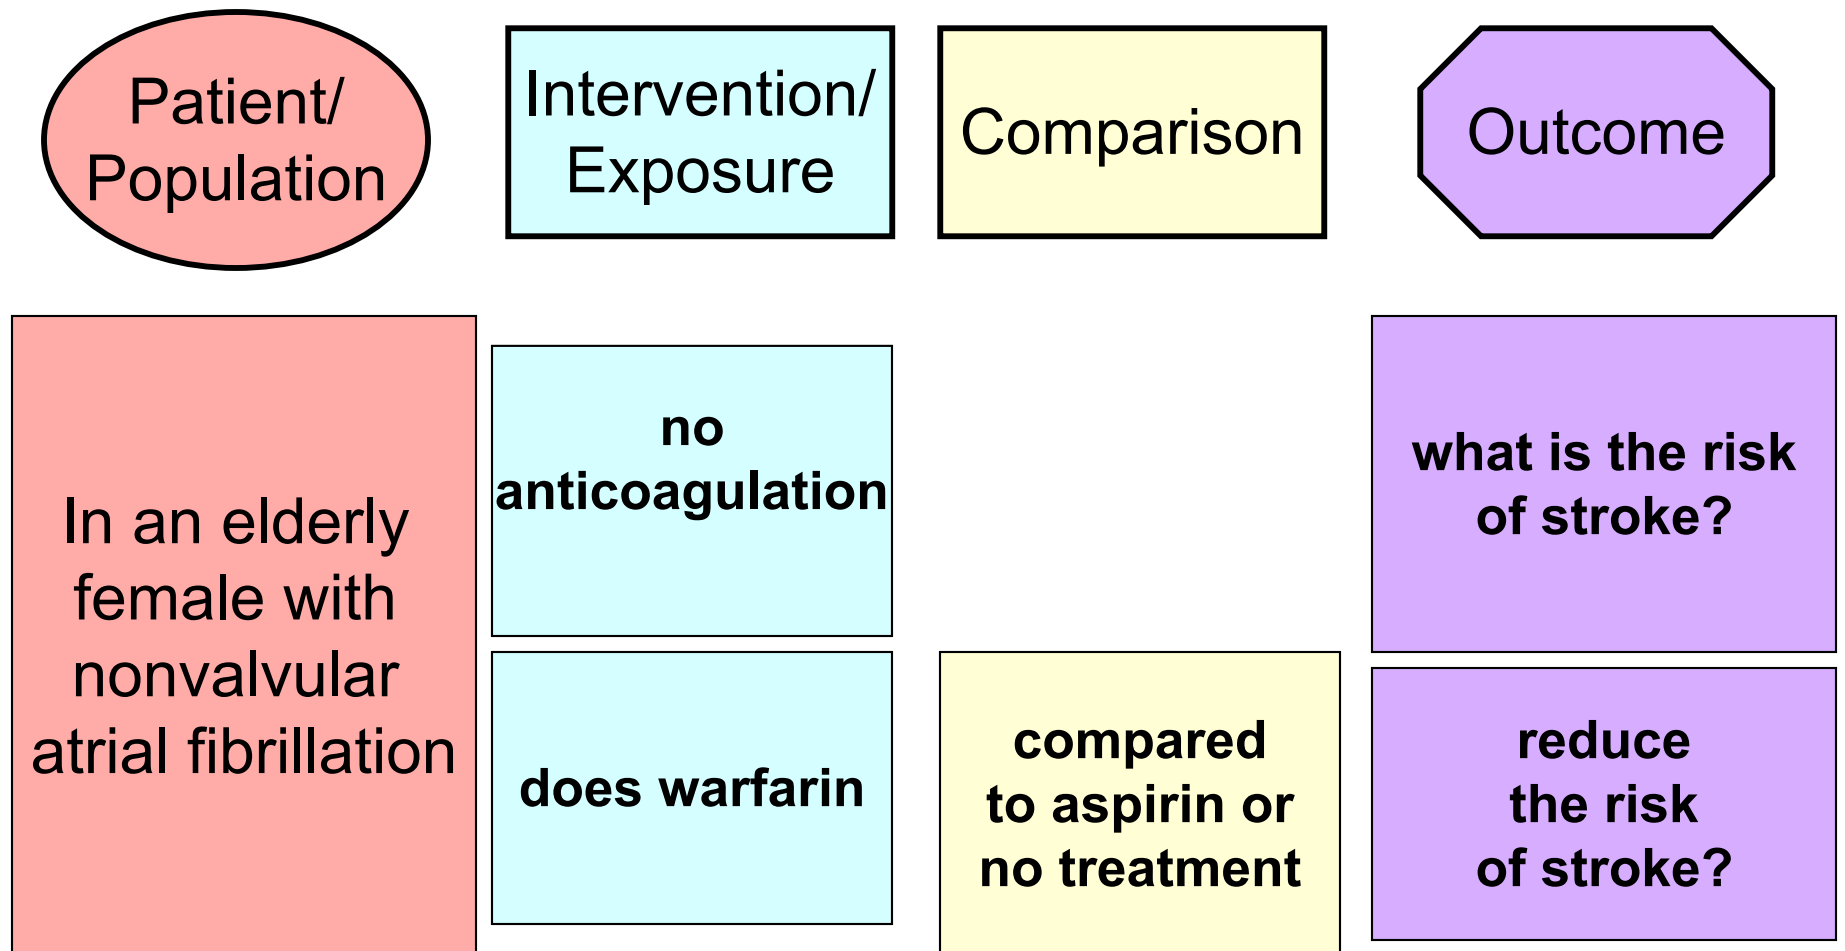 Patient/
Population
Intervention/
Exposure
Comparison
Outcome
In an elderly
female with
nonvalvular
atrial fibrillation
no
anticoagulation
what is the risk
of stroke?
does warfarin
compared
to aspirin or
no treatment
reduce
the risk
of stroke?